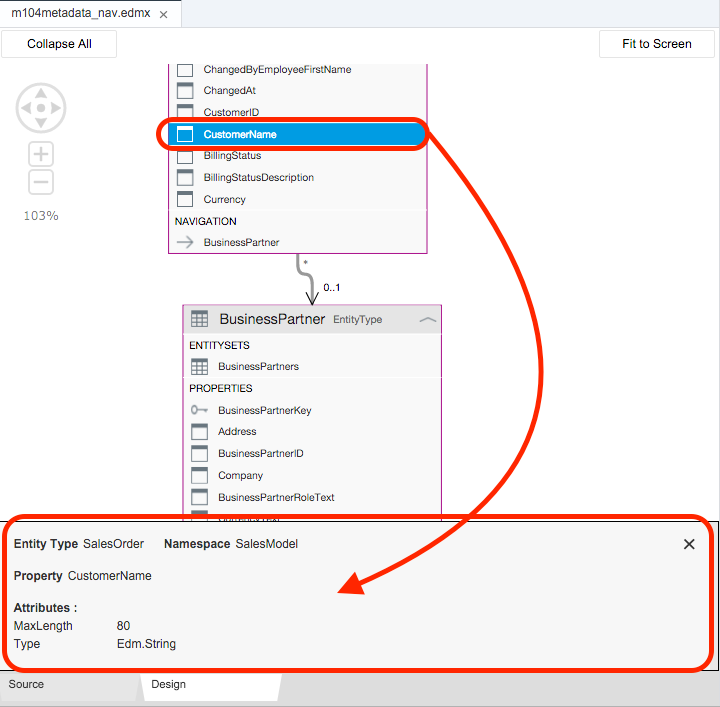 m104metadata_nav.edmx
Collapse All
Fit to Screen
ChangedByEmployeeFirstName
ChangedAt
CustomerID
CustomerName
BillingStatus
BillingStatusDescription
Currency
103%
NAVIGATION
BusinessPartner
*
0..1
BusinessPartner EntityType
ENTITYSETS
BusinessPartners
PROPERTIES
BusinessPartnerKey
Address
BusinessPartnerID
Company
BusinessPartnerRoleText
Entity Type SalesOrder Namespace SalesModel
Property CustomerName
Attributes :
MaxLength 80
Type Edm.String
Source Design